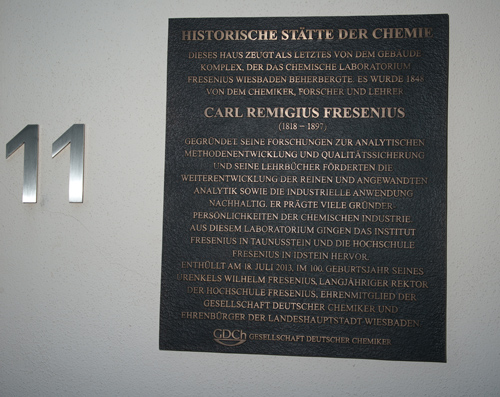 11
HISTORISCHE STÄTTE DER CHEMIE
DIESES HAUS ZEUGT ALS LETZTES VON DEM GEBÄUDE
KOMPLEX, DER DAS CHEMISCHE LABORATORIUM
FRESENIUS WIESBADEN BEHERBERGTE. ES WURDE 1848
VON DEM CHEMIKER, FORSCHER UND LEHRER
CARL REMIGIUS FRESENIUS
(1818 – 1897)
GEGRÜNDET. SEINE FORSCHUNGEN ZUR ANALYTISCHEN
METHODENENTWICKLUNG UND QUALITÄTSSICHERUNG
UND SEINE LEHRBÜCHER FÖRDERTEN DIE
WEITERENTWICKLUNG DER REINEN UND ANGEWANDTEN
ANALYTIK SOWIE DIE INDUSTRIELLE ANWENDUNG
NACHHALTIG. ER PRÄGTE VIELE GRÜNDER-
PERSÖNLICHKEITEN DER CHEMISCHEN INDUSTRIE.
AUS DIESEM LABORATORIUM GINGEN DAS INSTITUT
FRESENIUS IN TAUNUSSTEIN UND DIE HOCHSCHULE
FRESENIUS IN IDSTEIN HERVOR.
ENTHÜLLT AM 18. JULI 2013, IM 100. GEBURTSJAHR SEINES
URENKELS WILHELM FRESENIUS, LANGJÄHRIGER REKTOR
DER HOCHSCHULE FRESENIUS, EHRENMITGLIED DER
GESELLSCHAFT DEUTSCHER CHEMIKER UND
EHRENBÜRGER DER LANDESHAUPTSTADT WIESBADEN
GDCh GESELLSCHAFT DEUTSCHER CHEMIKER